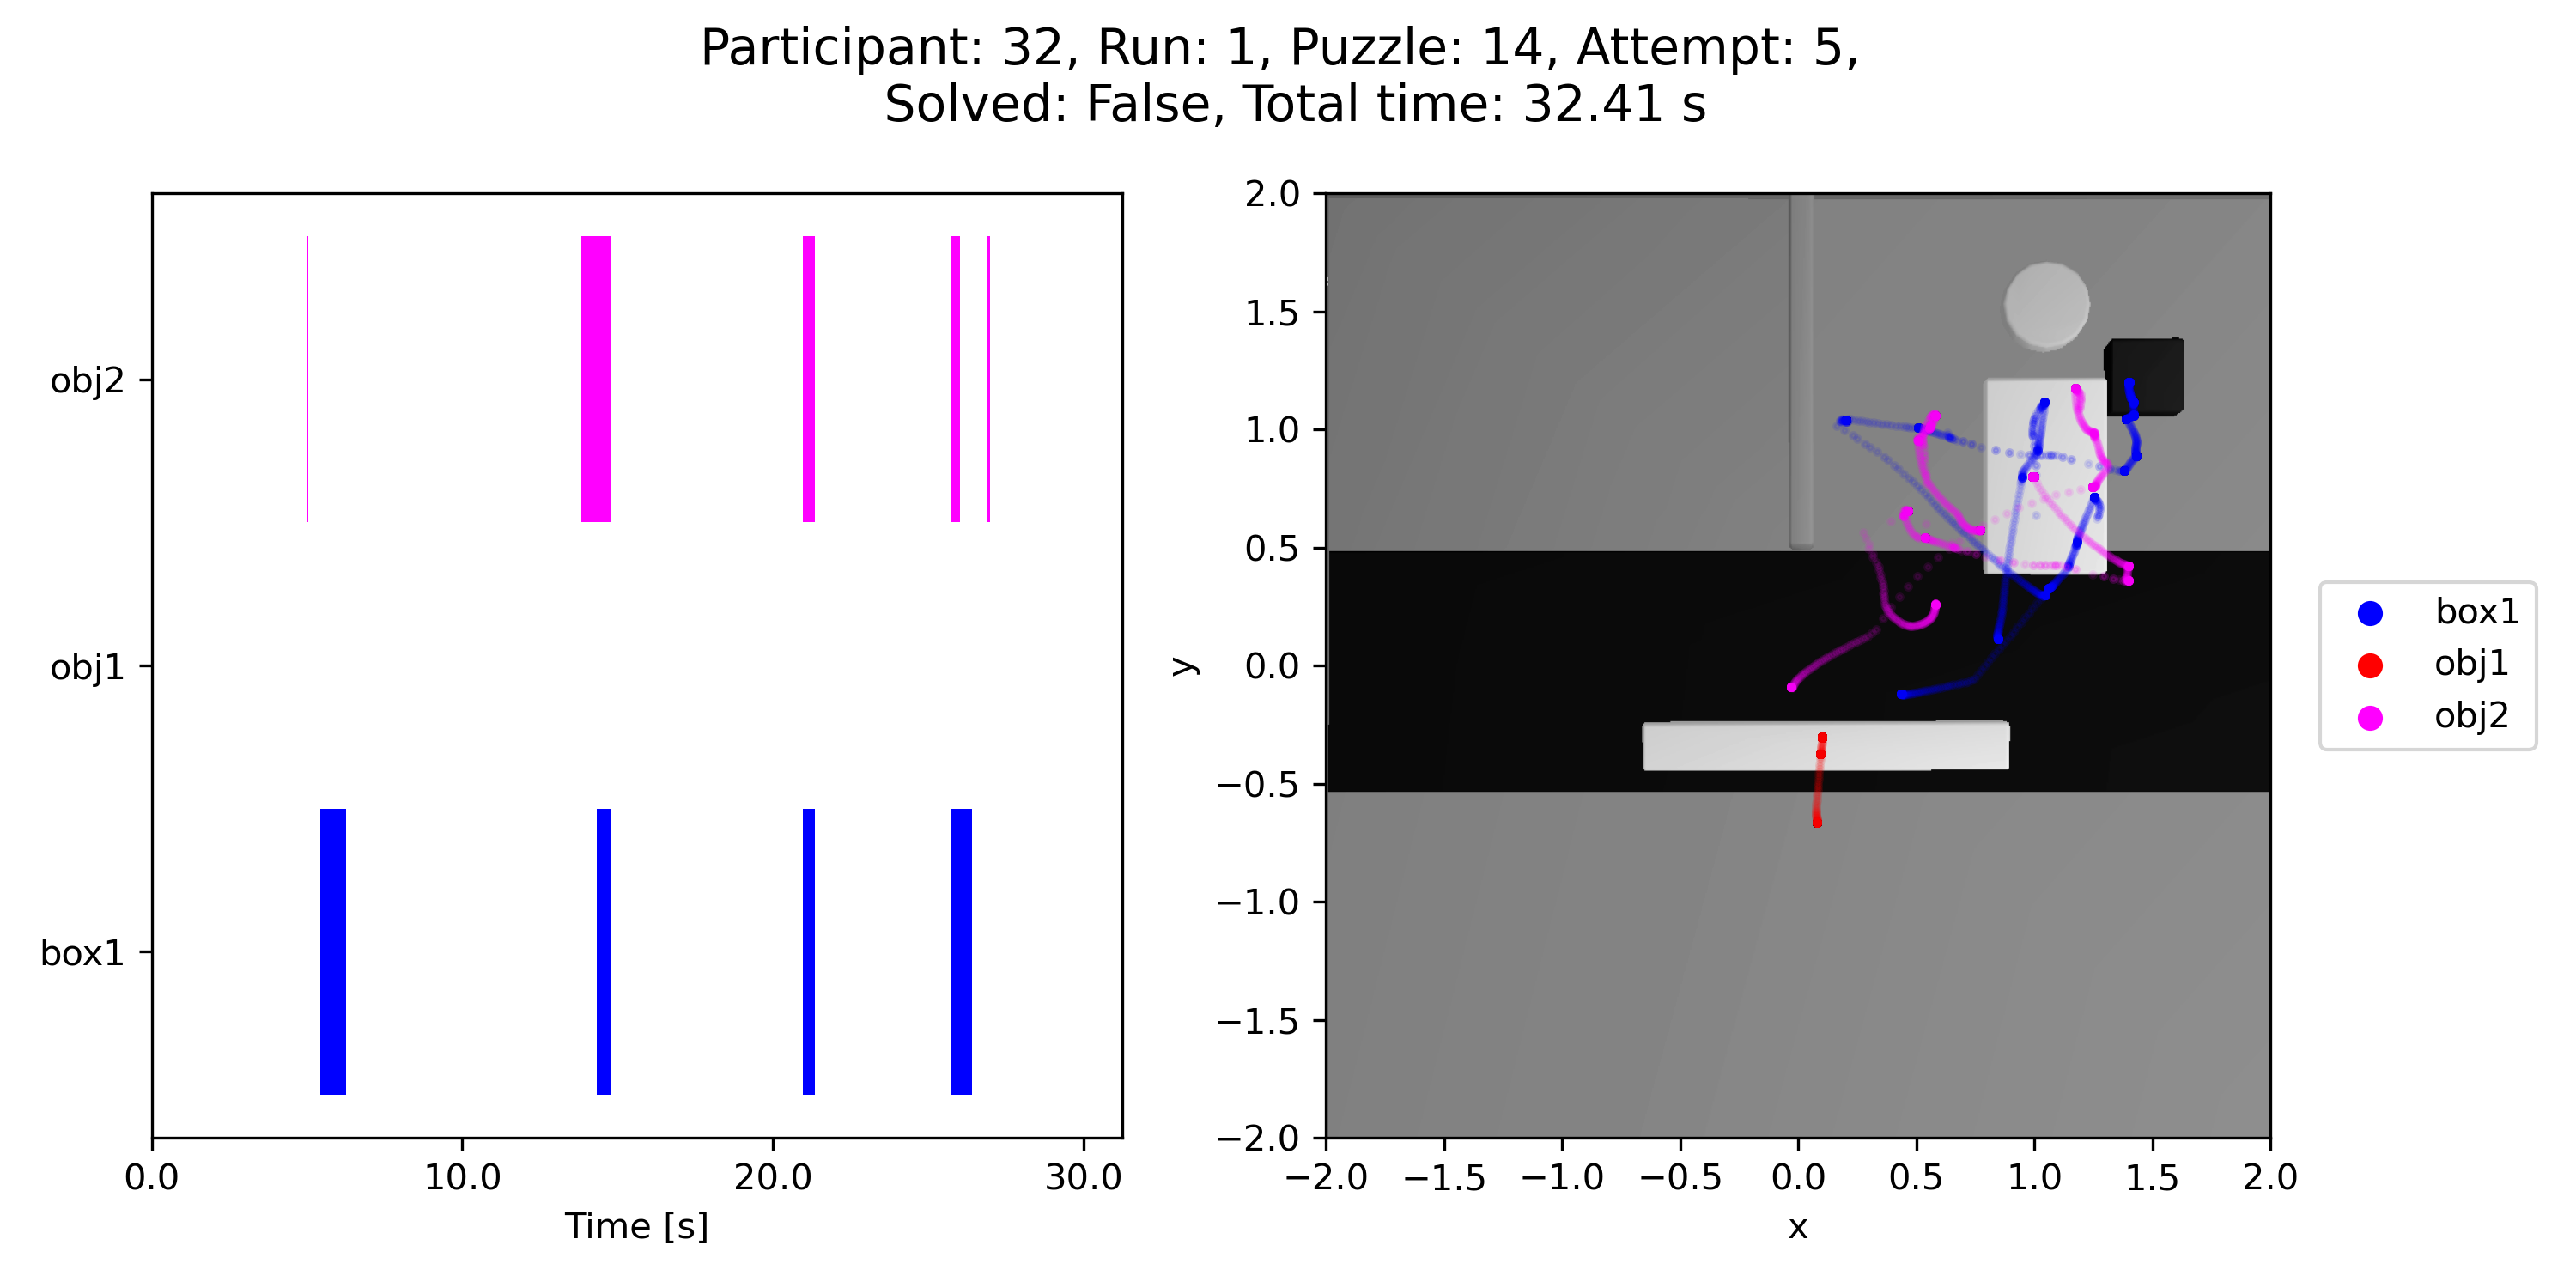 Participant: 32, Run: 1, Puzzle: 14, Attempt: 5,
Solved: False, Total time: 32.41 s
obj2
obj1
box1
0.0 10.0 20.0 30.0
Time [s]
2.0
1.5
1.0
0.5
0.0
−0.5
−1.0
−1.5
−2.0
y
−2.0 −1.5 −1.0 −0.5 0.0 0.5 1.0 1.5 2.0
x
box1
obj1
obj2